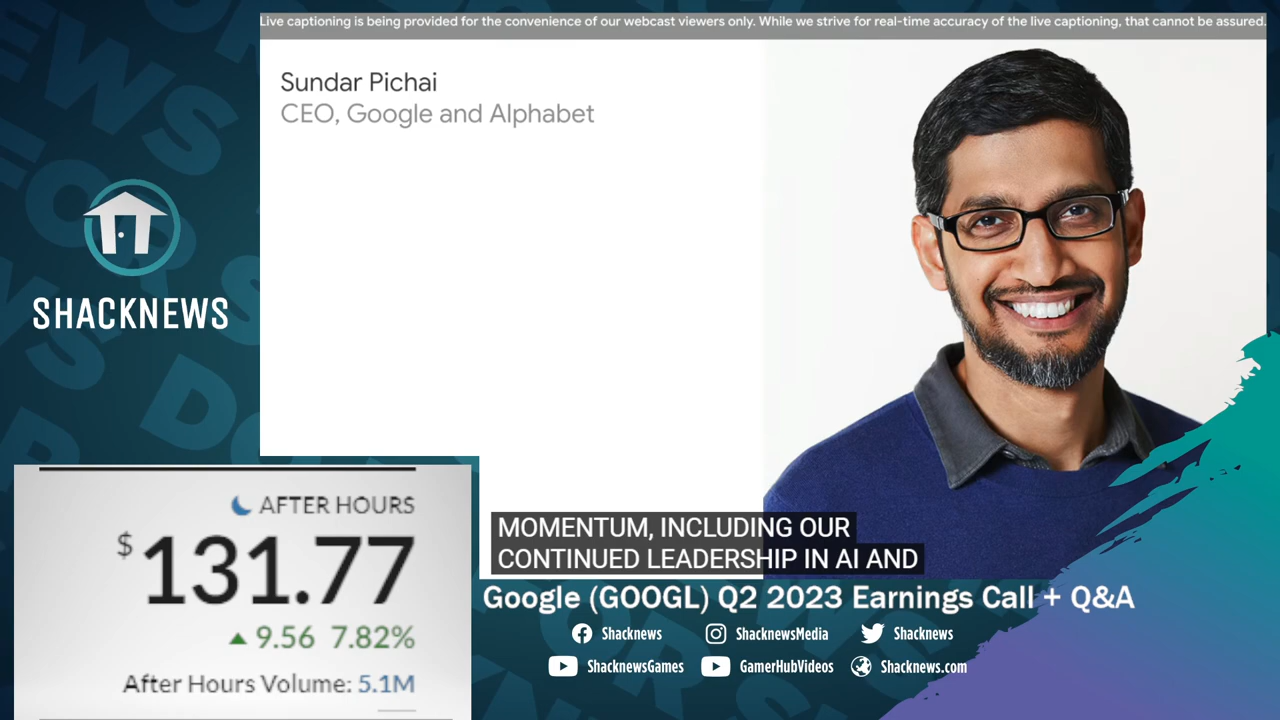 Live captioning is being provided for the convenience of our webcast viewers only. While we strive for real-time accuracy of the live captioning, that cannot be assured.
Sundar Pichai
CEO, Google and Alphabet
SHACKNEWS
AFTER HOURS
$131.77
9.56 7.82%
After Hours Volume: 5.1M
MOMENTUM, INCLUDING OUR
CONTINUED LEADERSHIP IN AI AND
Google (GOOGL) Q2 2023 Earnings Call + Q&A
Shacknews ShacknewsMedia Shacknews
ShacknewsGames GamerHubVideos Shacknews.com